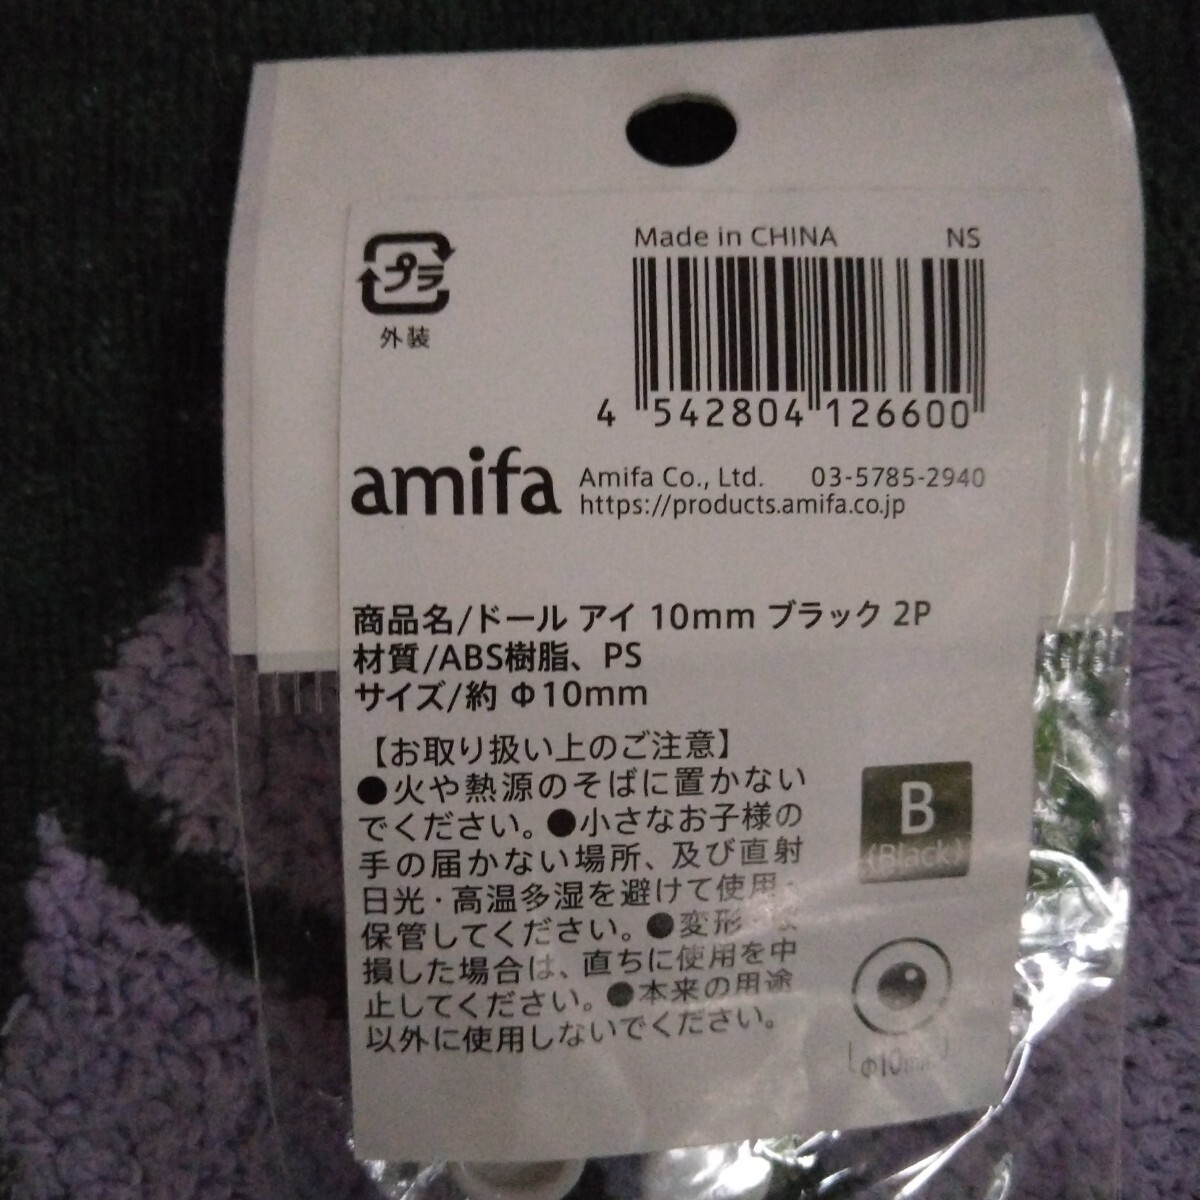 プラ
外装
Made in CHINA NS
4 542804 126600
amifa Amifa Co., Ltd. 03-5785-2940
https://products.amifa.co.jp
商品名/ドール アイ 10mm ブラック 2P
材質/ABS樹脂、PS
サイズ/約 Φ10mm
【お取り扱い上のご注意】
●火や熱源のそばに置かない
でください。●小さなお子様の
手の届かない場所、及び直射
日光・高温多湿を避けて使用・
保管してください。●変形
損した場合は、直ちに使用を中
止してください。●本来の用途
以外に使用しないでください。
B
(Black)
Φ10mm